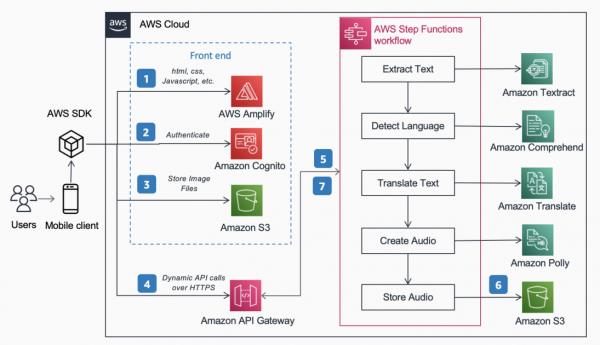 aws
AWS Cloud
Front end
1
html, css,
Javascript, etc.
AWS Amplify
AWS SDK
2
Authenticate
Amazon Cognito
3
Store Image
Files
Amazon S3
Users
Mobile client
4
Dynamic API calls
over HTTPS
Amazon API Gateway
5
7
AWS Step Functions
workflow
Extract Text
Amazon Textract
Detect Language
Amazon Comprehend
Translate Text
Amazon Translate
Create Audio
Amazon Polly
Store Audio
6
Amazon S3